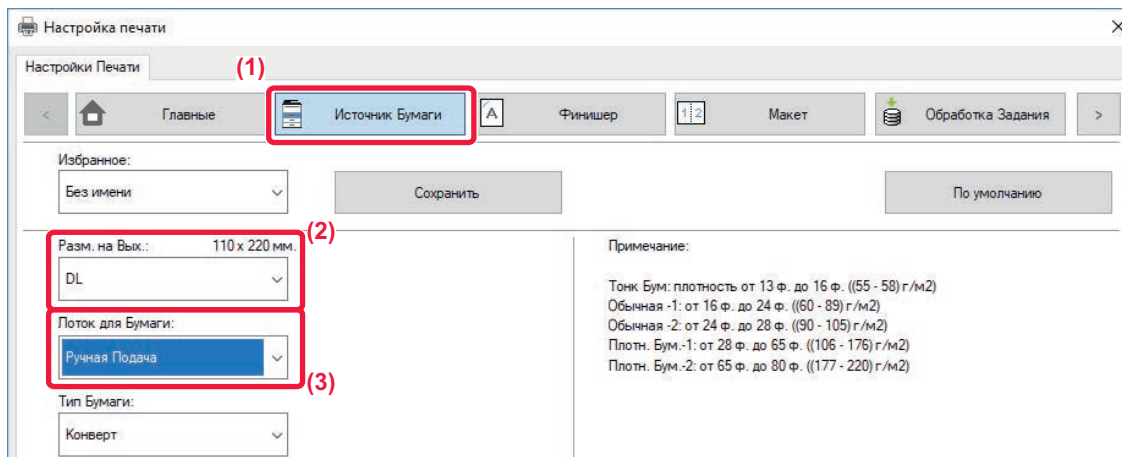 Настройка печати
Настройки Печати
(1)
< Главные Источник Бумаги A Финишер 1 2 Макет Обработка Задания >
Избранное:
Без имени Сохранить По умолчанию
Разм. на Вых.: 110 x 220 мм. (2)
DL
Лоток для Бумаги:
Ручная Подача
(3)
Тип Бумаги:
Конверт
Примечание:
Тонк Бум: плотность от 13 ф. до 16 ф. ((55 - 58) г/м2)
Обычная -1: от 16 ф. до 24 ф. ((60 - 89) г/м2)
Обычная -2: от 24 ф. до 28 ф. ((90 - 105) г/м2)
Плотн. Бум.-1: от 28 ф. до 65 ф. ((106 - 176) г/м2)
Плотн. Бум.-2: от 65 ф. до 80 ф. ((177 - 220) г/м2)